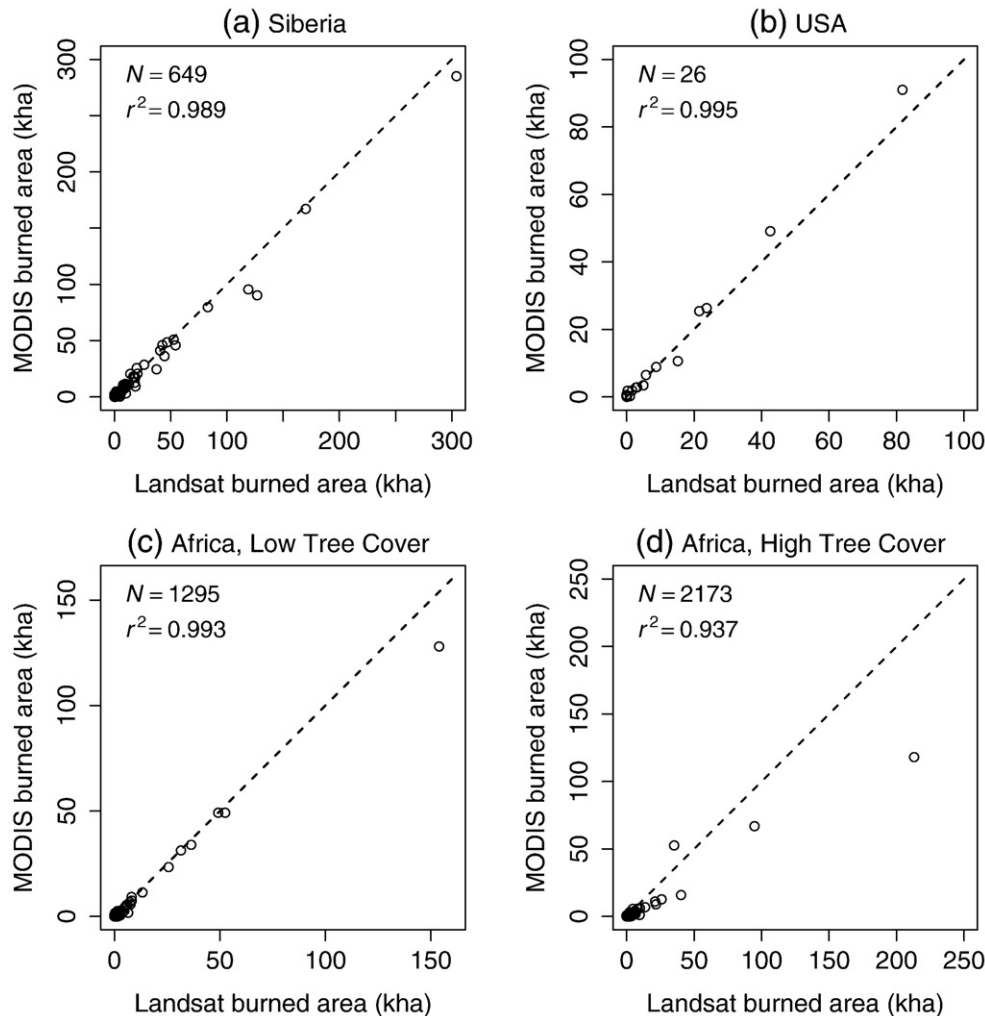 (a) Siberia
MODIS burned area (kha)
N = 649
r² = 0.989
300
200
100
50
0
0 50 100 200 300
Landsat burned area (kha)
(b) USA
MODIS burned area (kha)
N = 26
r² = 0.995
100
80
60
40
20
0
0 20 40 60 80 100
Landsat burned area (kha)
(c) Africa, Low Tree Cover
MODIS burned area (kha)
N = 1295
r² = 0.993
150
100
50
0
0 50 100 150
Landsat burned area (kha)
(d) Africa, High Tree Cover
MODIS burned area (kha)
N = 2173
r² = 0.937
250
200
150
100
50
0
0 50 100 150 200 250
Landsat burned area (kha)